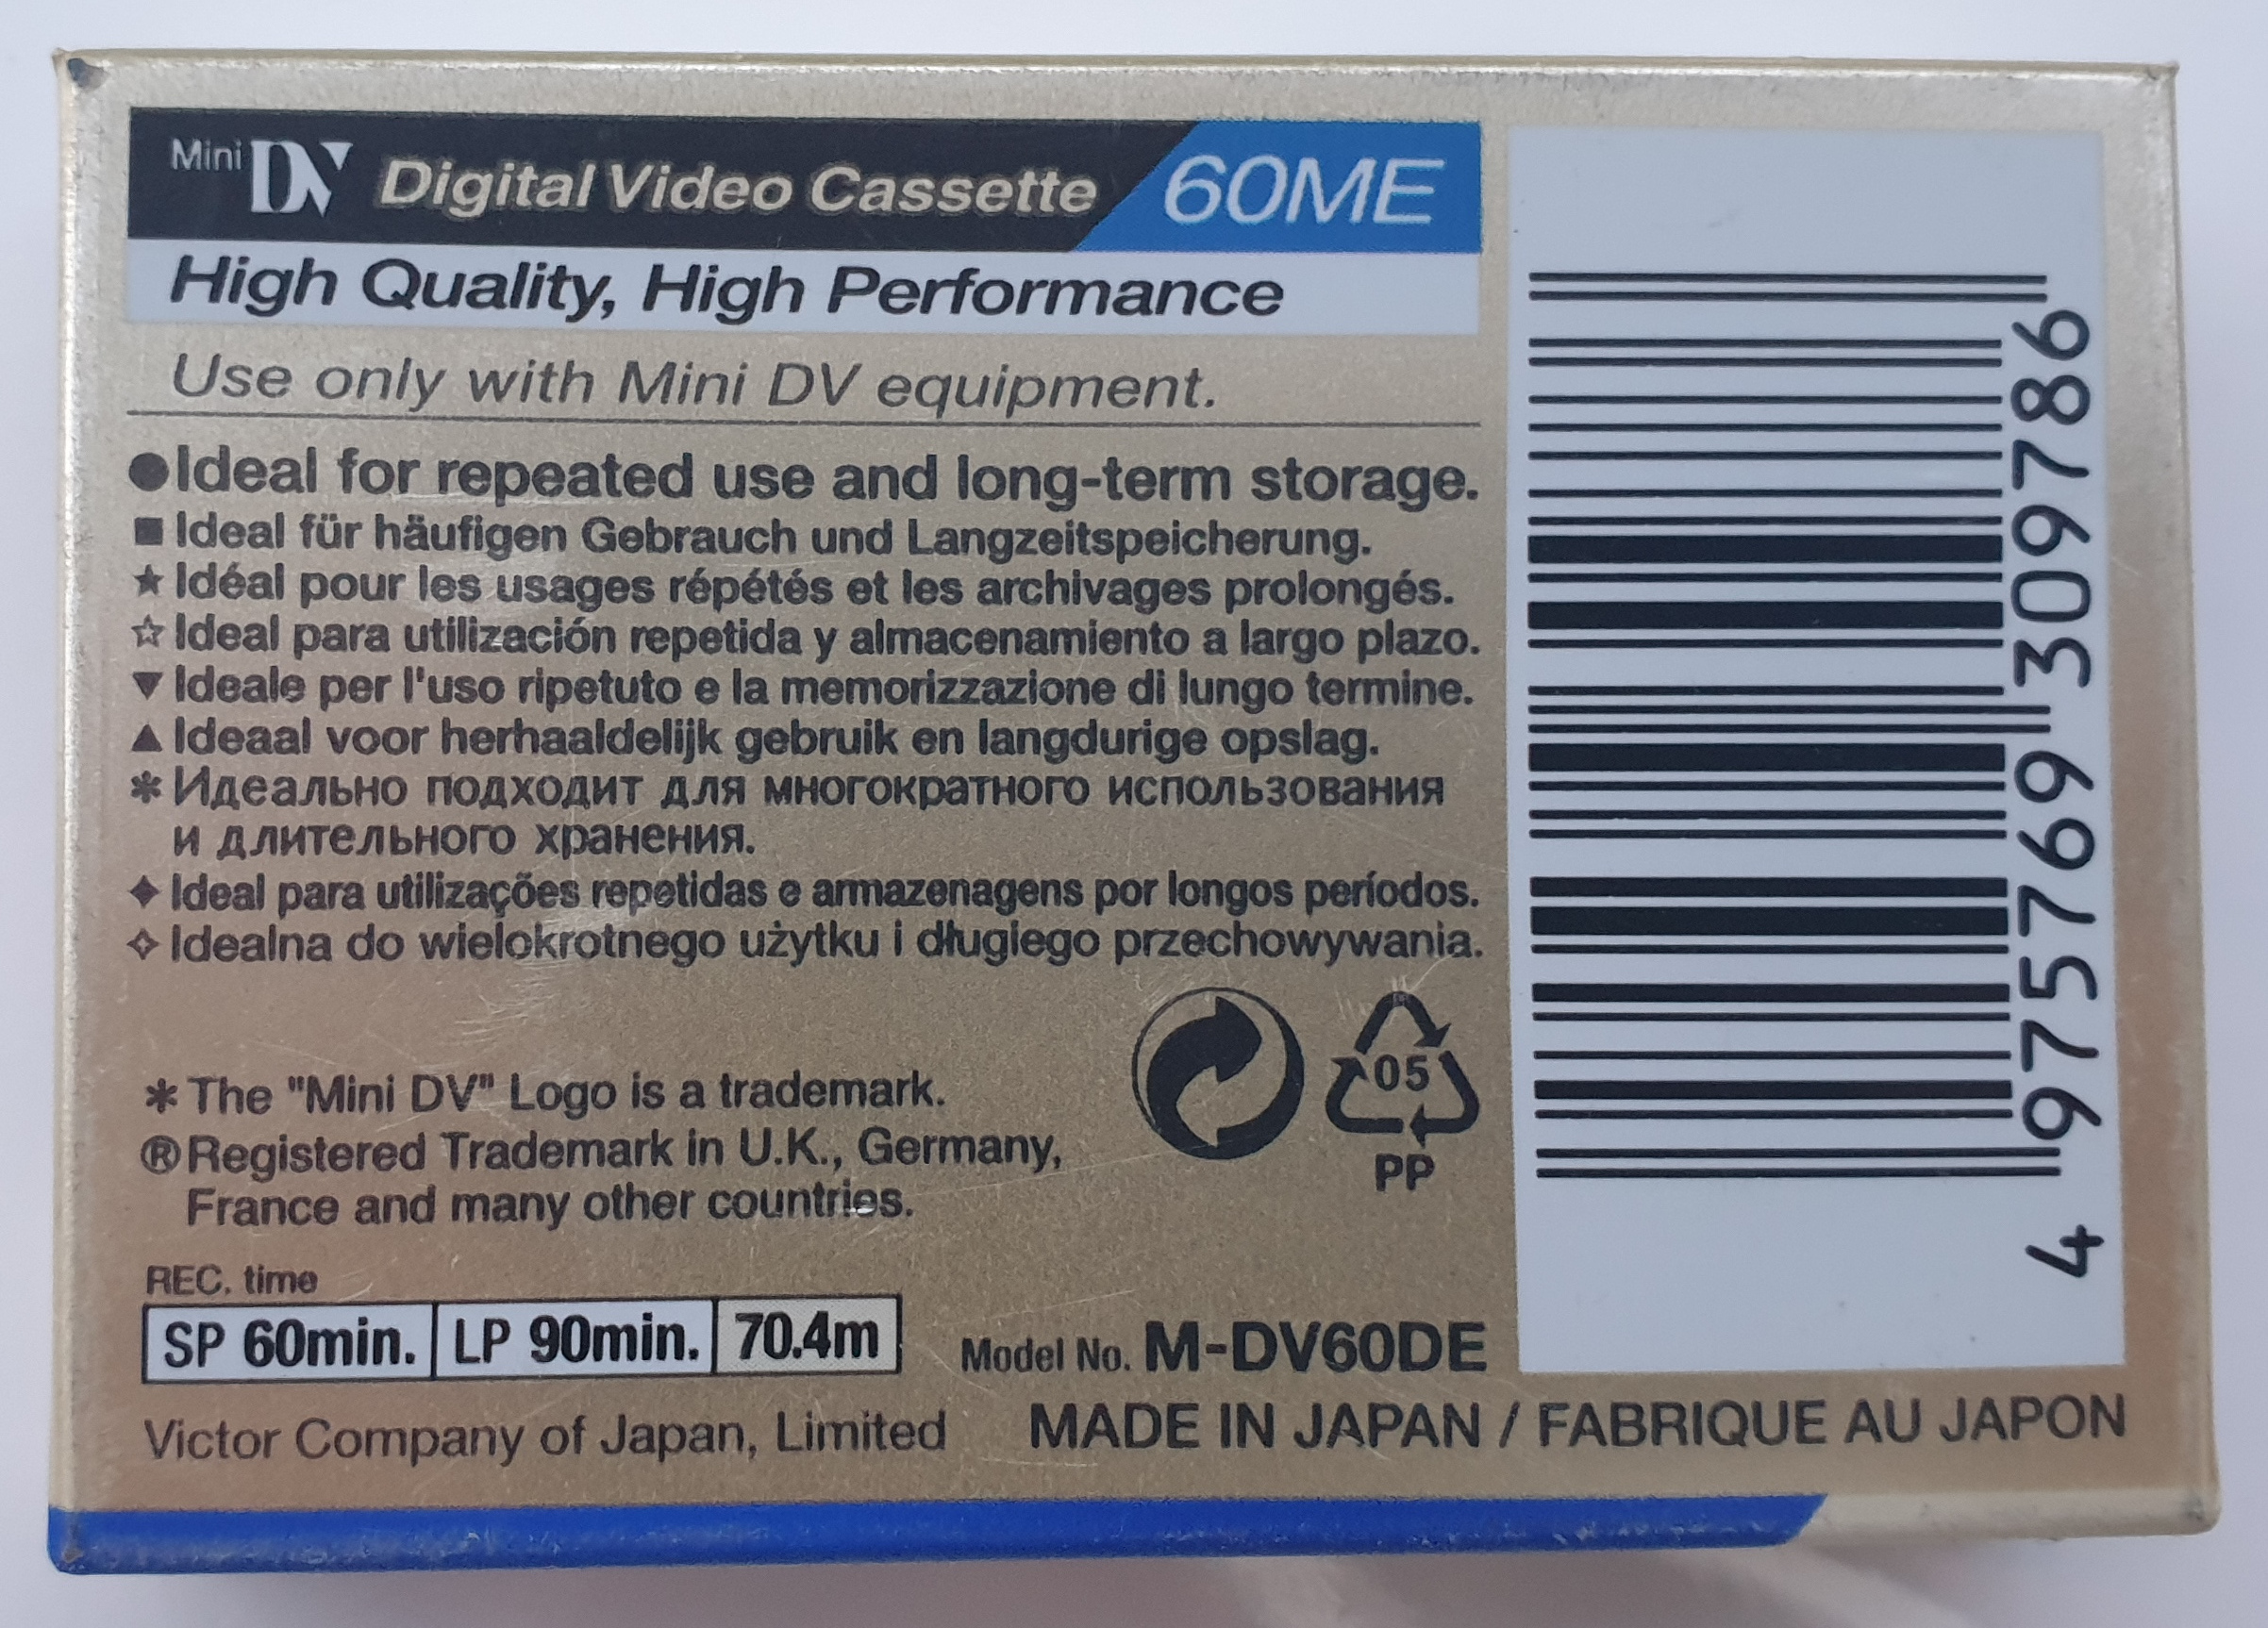 Mini DV Digital Video Cassette 60ME
High Quality, High Performance
Use only with Mini DV equipment.
●Ideal for repeated use and long-term storage.
■ Ideal für häufigen Gebrauch und Langzeitspeicherung.
★ Idéal pour les usages répétés et les archivages prolongés.
☆ Ideal para utilización repetida y almacenamiento a largo plazo.
▼ Ideale per l'uso ripetuto e la memorizzazione di lungo termine.
▲ Ideaal voor herhaaldelijk gebruik en langdurige opslag.
* Идеально подходит для многократного использования
и длительного хранения.
✦ Ideal para utilizações repetidas e armazenagens por longos períodos.
✧ Idealna do wielokrotnego użytku i długiego przechowywania.
05
PP
* The "Mini DV" Logo is a trademark.
® Registered Trademark in U.K., Germany,
France and many other countries.
REC. time
SP 60min. LP 90min. 70.4m
Model No. M-DV60DE
Victor Company of Japan, Limited
MADE IN JAPAN / FABRIQUE AU JAPON
4 975769 309786